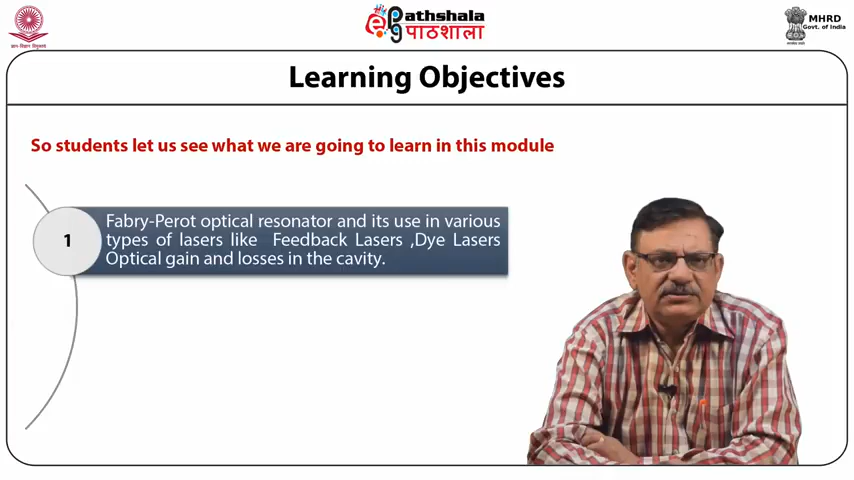 Pathshala
पाठशाला
MHRD
Govt. of India
Learning Objectives
So students let us see what we are going to learn in this module
1
Fabry-Perot optical resonator and its use in various
types of lasers like Feedback Lasers ,Dye Lasers
Optical gain and losses in the cavity.